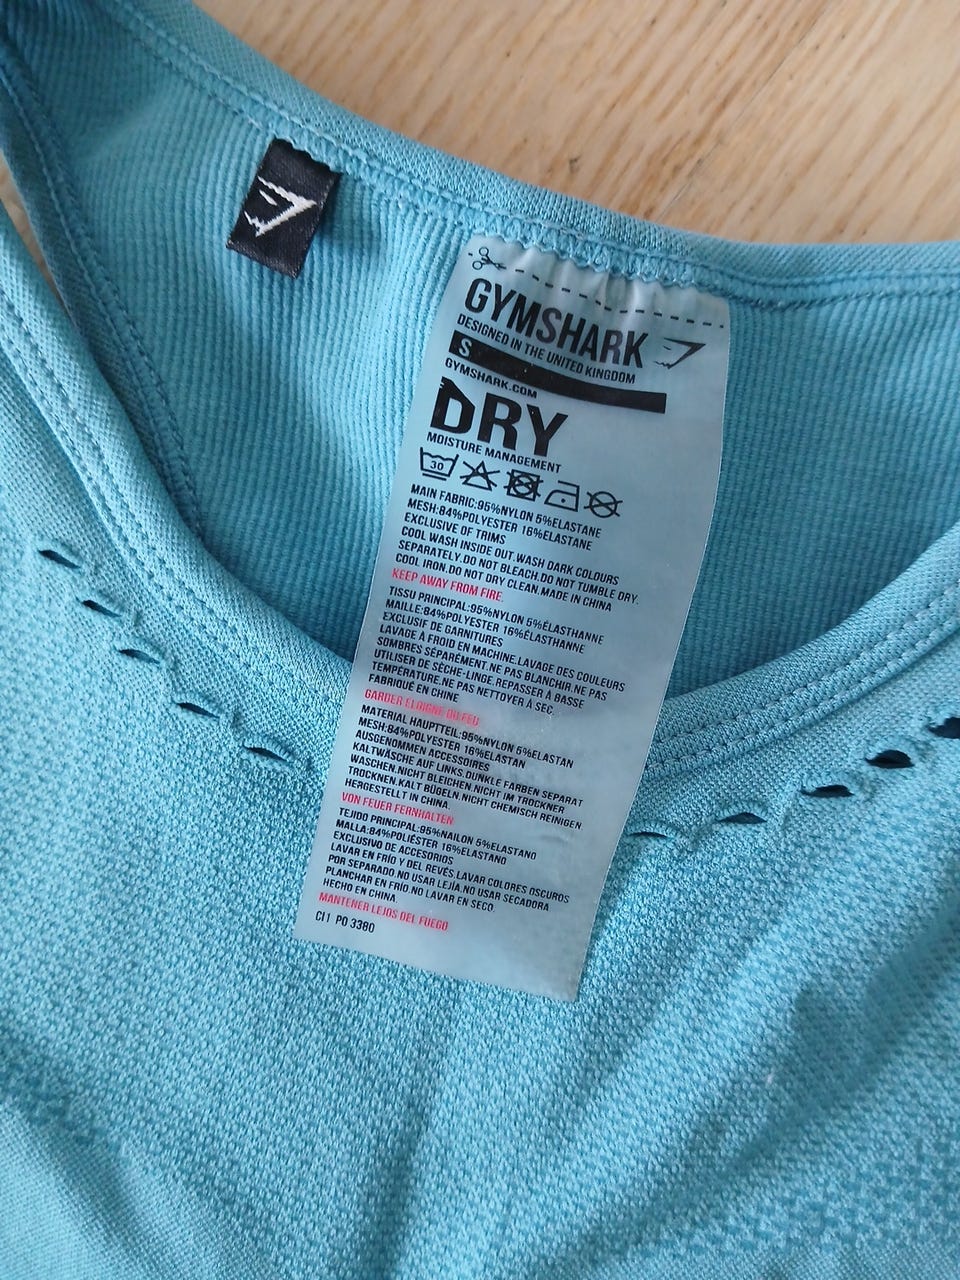 GYMSHARK
DESIGNED IN THE UNITED KINGDOM
S
GYMSHARK.COM
DRY
MOISTURE MANAGEMENT
30
MAIN FABRIC:95%NYLON 5%ELASTANE
MESH:84%POLYESTER 16%ELASTANE
EXCLUSIVE OF TRIMS
COOL WASH INSIDE OUT.WASH DARK COLOURS
SEPARATELY.DO NOT BLEACH.DO NOT TUMBLE DRY.
COOL IRON.DO NOT DRY CLEAN.MADE IN CHINA
KEEP AWAY FROM FIRE.
TISSU PRINCIPAL:95%NYLON 5%ÉLASTHANNE
MAILLE:84%POLYESTER 16%ÉLASTHANNE
EXCLUSIF DE GARNITURES
LAVAGE À FROID EN MACHINE.LAVAGE DES COULEURS
SOMBRES SÉPARÉMENT.NE PAS BLANCHIR.NE PAS
UTILISER DE SÈCHE-LINGE.REPASSER À BASSE
TEMPÉRATURE.NE PAS NETTOYER À SEC.
FABRIQUÉ EN CHINE
GARDER ÉLOIGNÉ DU FEU
MATERIAL HAUPTTEIL:95%NYLON 5%ELASTAN
MESH:84%POLYESTER 16%ELASTAN
AUSGENOMMEN ACCESSOIRES
KALTWÄSCHE AUF LINKS.DUNKLE FARBEN SEPARAT
WASCHEN.NICHT BLEICHEN.NICHT IM TROCKNER
TROCKNEN.KALT BÜGELN.NICHT CHEMISCH REINIGEN
HERGESTELLT IN CHINA.
VON FEUER FERNHALTEN
TEJIDO PRINCIPAL:95%NAILON 5%ELASTANO
MALLA:84%POLIÉSTER 16%ELASTANO
EXCLUSIVO DE ACCESORIOS
LAVAR EN FRÍO Y DEL REVÉS.LAVAR COLORES OSCUROS
POR SEPARADO.NO USAR LEJÍA.NO USAR SECADORA
PLANCHAR EN FRÍO.NO LAVAR EN SECO.
HECHO EN CHINA
MANTENER LEJOS DEL FUEGO
CI1 PO 3380